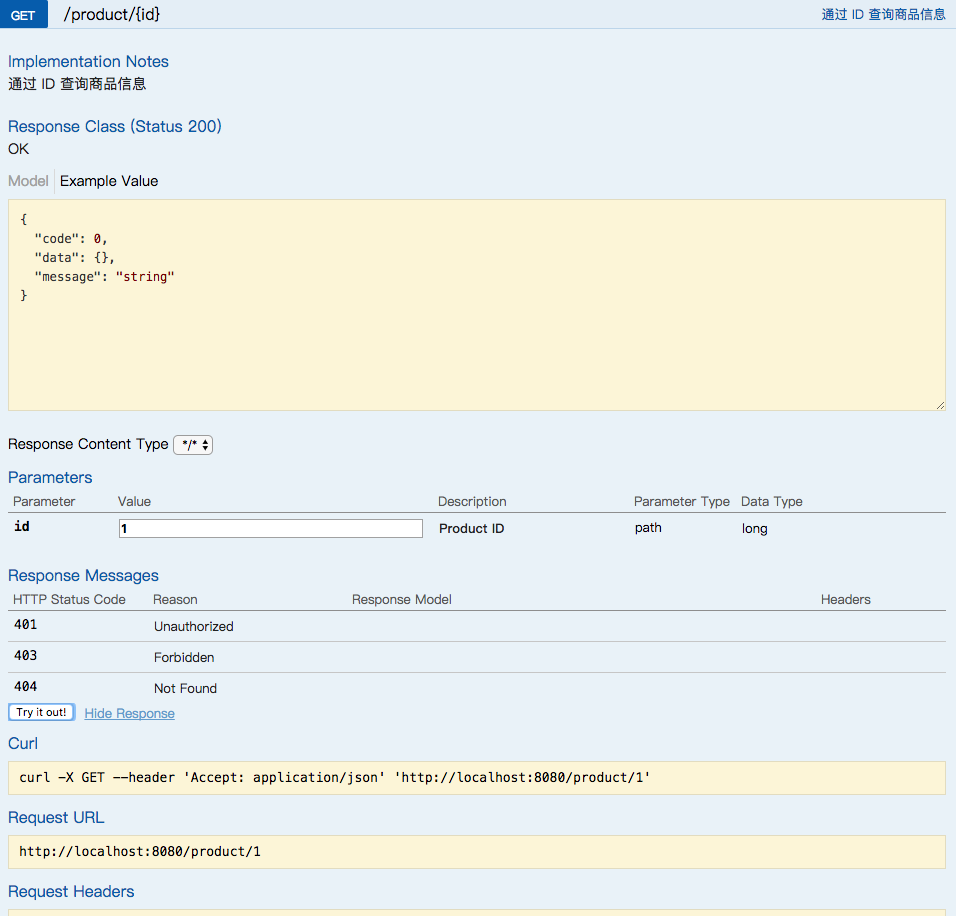 GET /product/{id} 通过 ID 查询商品信息
Implementation Notes
通过 ID 查询商品信息
Response Class (Status 200)
OK
Model Example Value
{
"code": 0,
"data": {},
"message": "string"
}
Response Content Type */*
Parameters
Parameter Value Description Parameter Type Data Type
id 1 Product ID path long
Response Messages
HTTP Status Code Reason Response Model Headers
401 Unauthorized
403 Forbidden
404 Not Found
Try it out! Hide Response
Curl
curl -X GET --header 'Accept: application/json' 'http://localhost:8080/product/1'
Request URL
http://localhost:8080/product/1
Request Headers